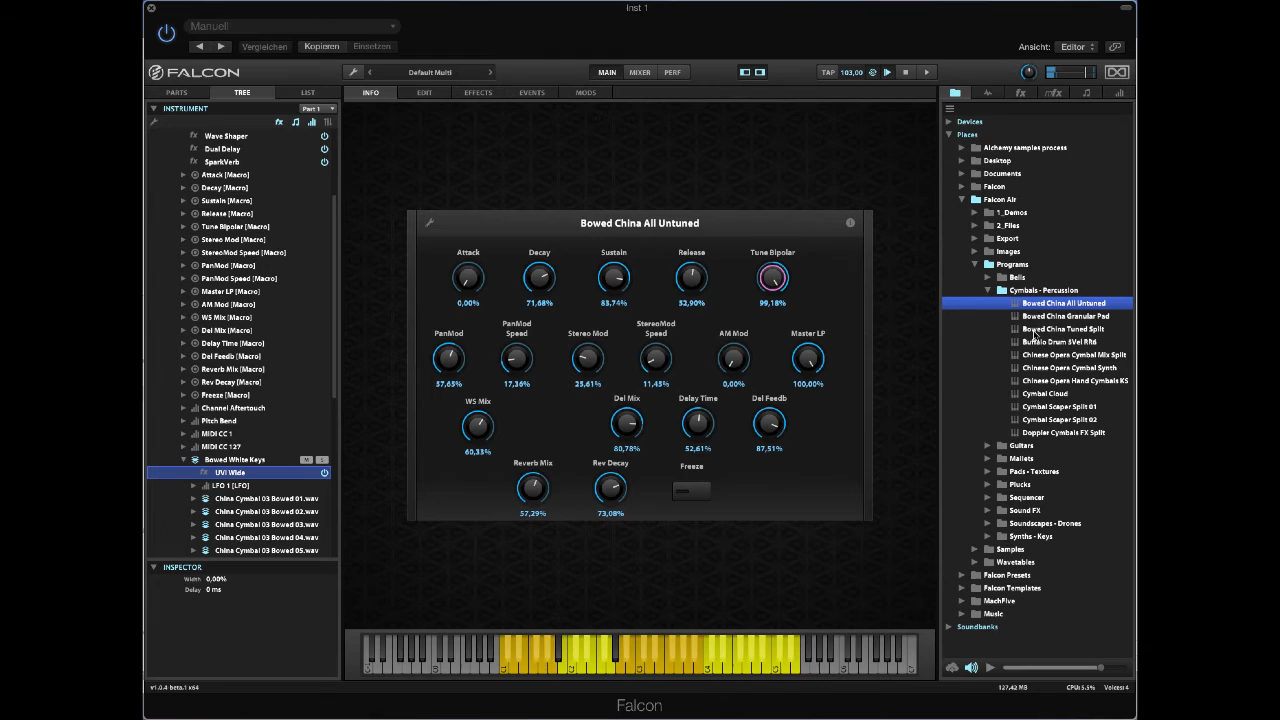 Inst 1
Manuell
Vergleichen Kopieren Einsetzen
Ansicht: Editor
FALCON
Default Multi
MAIN MIXER PERF
TAP 103,00
PARTS TREE LIST
INFO EDIT EFFECTS EVENTS MODS
fx mfx
INSTRUMENT Part 1
fx
fx Wave Shaper
fx Dual Delay
fx SparkVerb
Attack [Macro]
Decay [Macro]
Sustain [Macro]
Release [Macro]
Tune Bipolar [Macro]
Stereo Mod [Macro]
StereoMod Speed [Macro]
PanMod [Macro]
PanMod Speed [Macro]
Master LP [Macro]
AM Mod [Macro]
WS Mix [Macro]
Del Mix [Macro]
Delay Time [Macro]
Del Feedb [Macro]
Reverb Mix [Macro]
Rev Decay [Macro]
Freeze [Macro]
Channel Aftertouch
Pitch Bend
MIDI CC 1
MIDI CC 127
Bowed White Keys
fx UVI Wide
LFO 1 [LFO]
China Cymbal 03 Bowed 01.wav
China Cymbal 03 Bowed 02.wav
China Cymbal 03 Bowed 03.wav
China Cymbal 03 Bowed 04.wav
China Cymbal 03 Bowed 05.wav
INSPECTOR
Width 0,00%
Delay 0 ms
Bowed China All Untuned
Attack Decay Sustain Release Tune Bipolar
0,00% 71,68% 83,74% 52,90% 99,18%
PanMod PanMod Speed Stereo Mod StereoMod Speed AM Mod Master LP
57,65% 17,36% 25,61% 11,45% 0,00% 100,00%
WS Mix Del Mix Delay Time Del Feedb
60,33% 80,78% 52,61% 87,51%
Reverb Mix Rev Decay Freeze
57,29% 73,08%
Devices
Places
Alchemy samples process
Desktop
Documents
Falcon
Falcon Air
1_Demos
2_Files
Export
Images
Programs
Bells
Cymbals - Percussion
Bowed China All Untuned
Bowed China Granular Pad
Bowed China Tuned Split
Buffalo Drum 5Vel RR6
Chinese Opera Cymbal Mix Split
Chinese Opera Cymbal Synth
Chinese Opera Hand Cymbals KS
Cymbal Cloud
Cymbal Scaper Split 01
Cymbal Scaper Split 02
Doppler Cymbals FX Split
Guitars
Mallets
Pads - Textures
Plucks
Sequencer
Sound FX
Soundscapes - Drones
Synths - Keys
Samples
Wavetables
Falcon Presets
Falcon Templates
MachFive
Music
Soundbanks
v1.0.4 beta.1 x64
127,42 MB CPU: 5.5% Voices: 4
Falcon